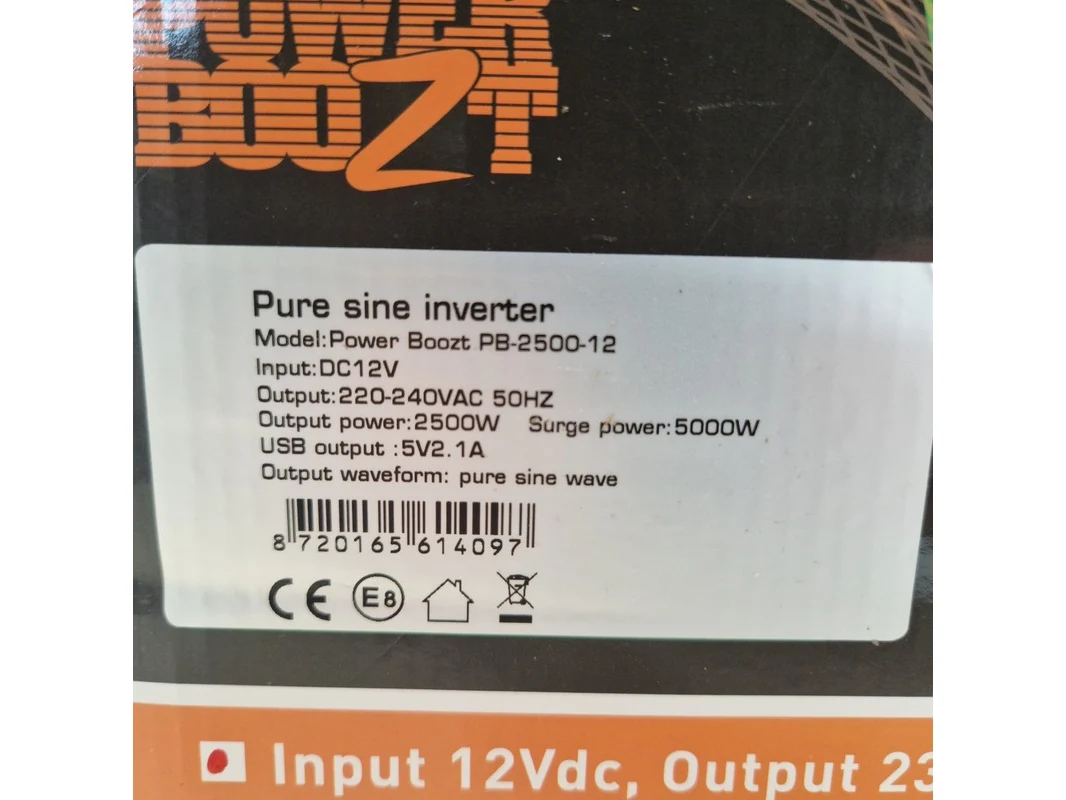 POWER
BOOZT
Pure sine inverter
Model:Power Boozt PB-2500-12
Input:DC12V
Output:220-240VAC 50HZ
Output power:2500W Surge power:5000W
USB output :5V2.1A
Output waveform: pure sine wave
8 720165 614097
CE E8
Input 12Vdc, Output 23